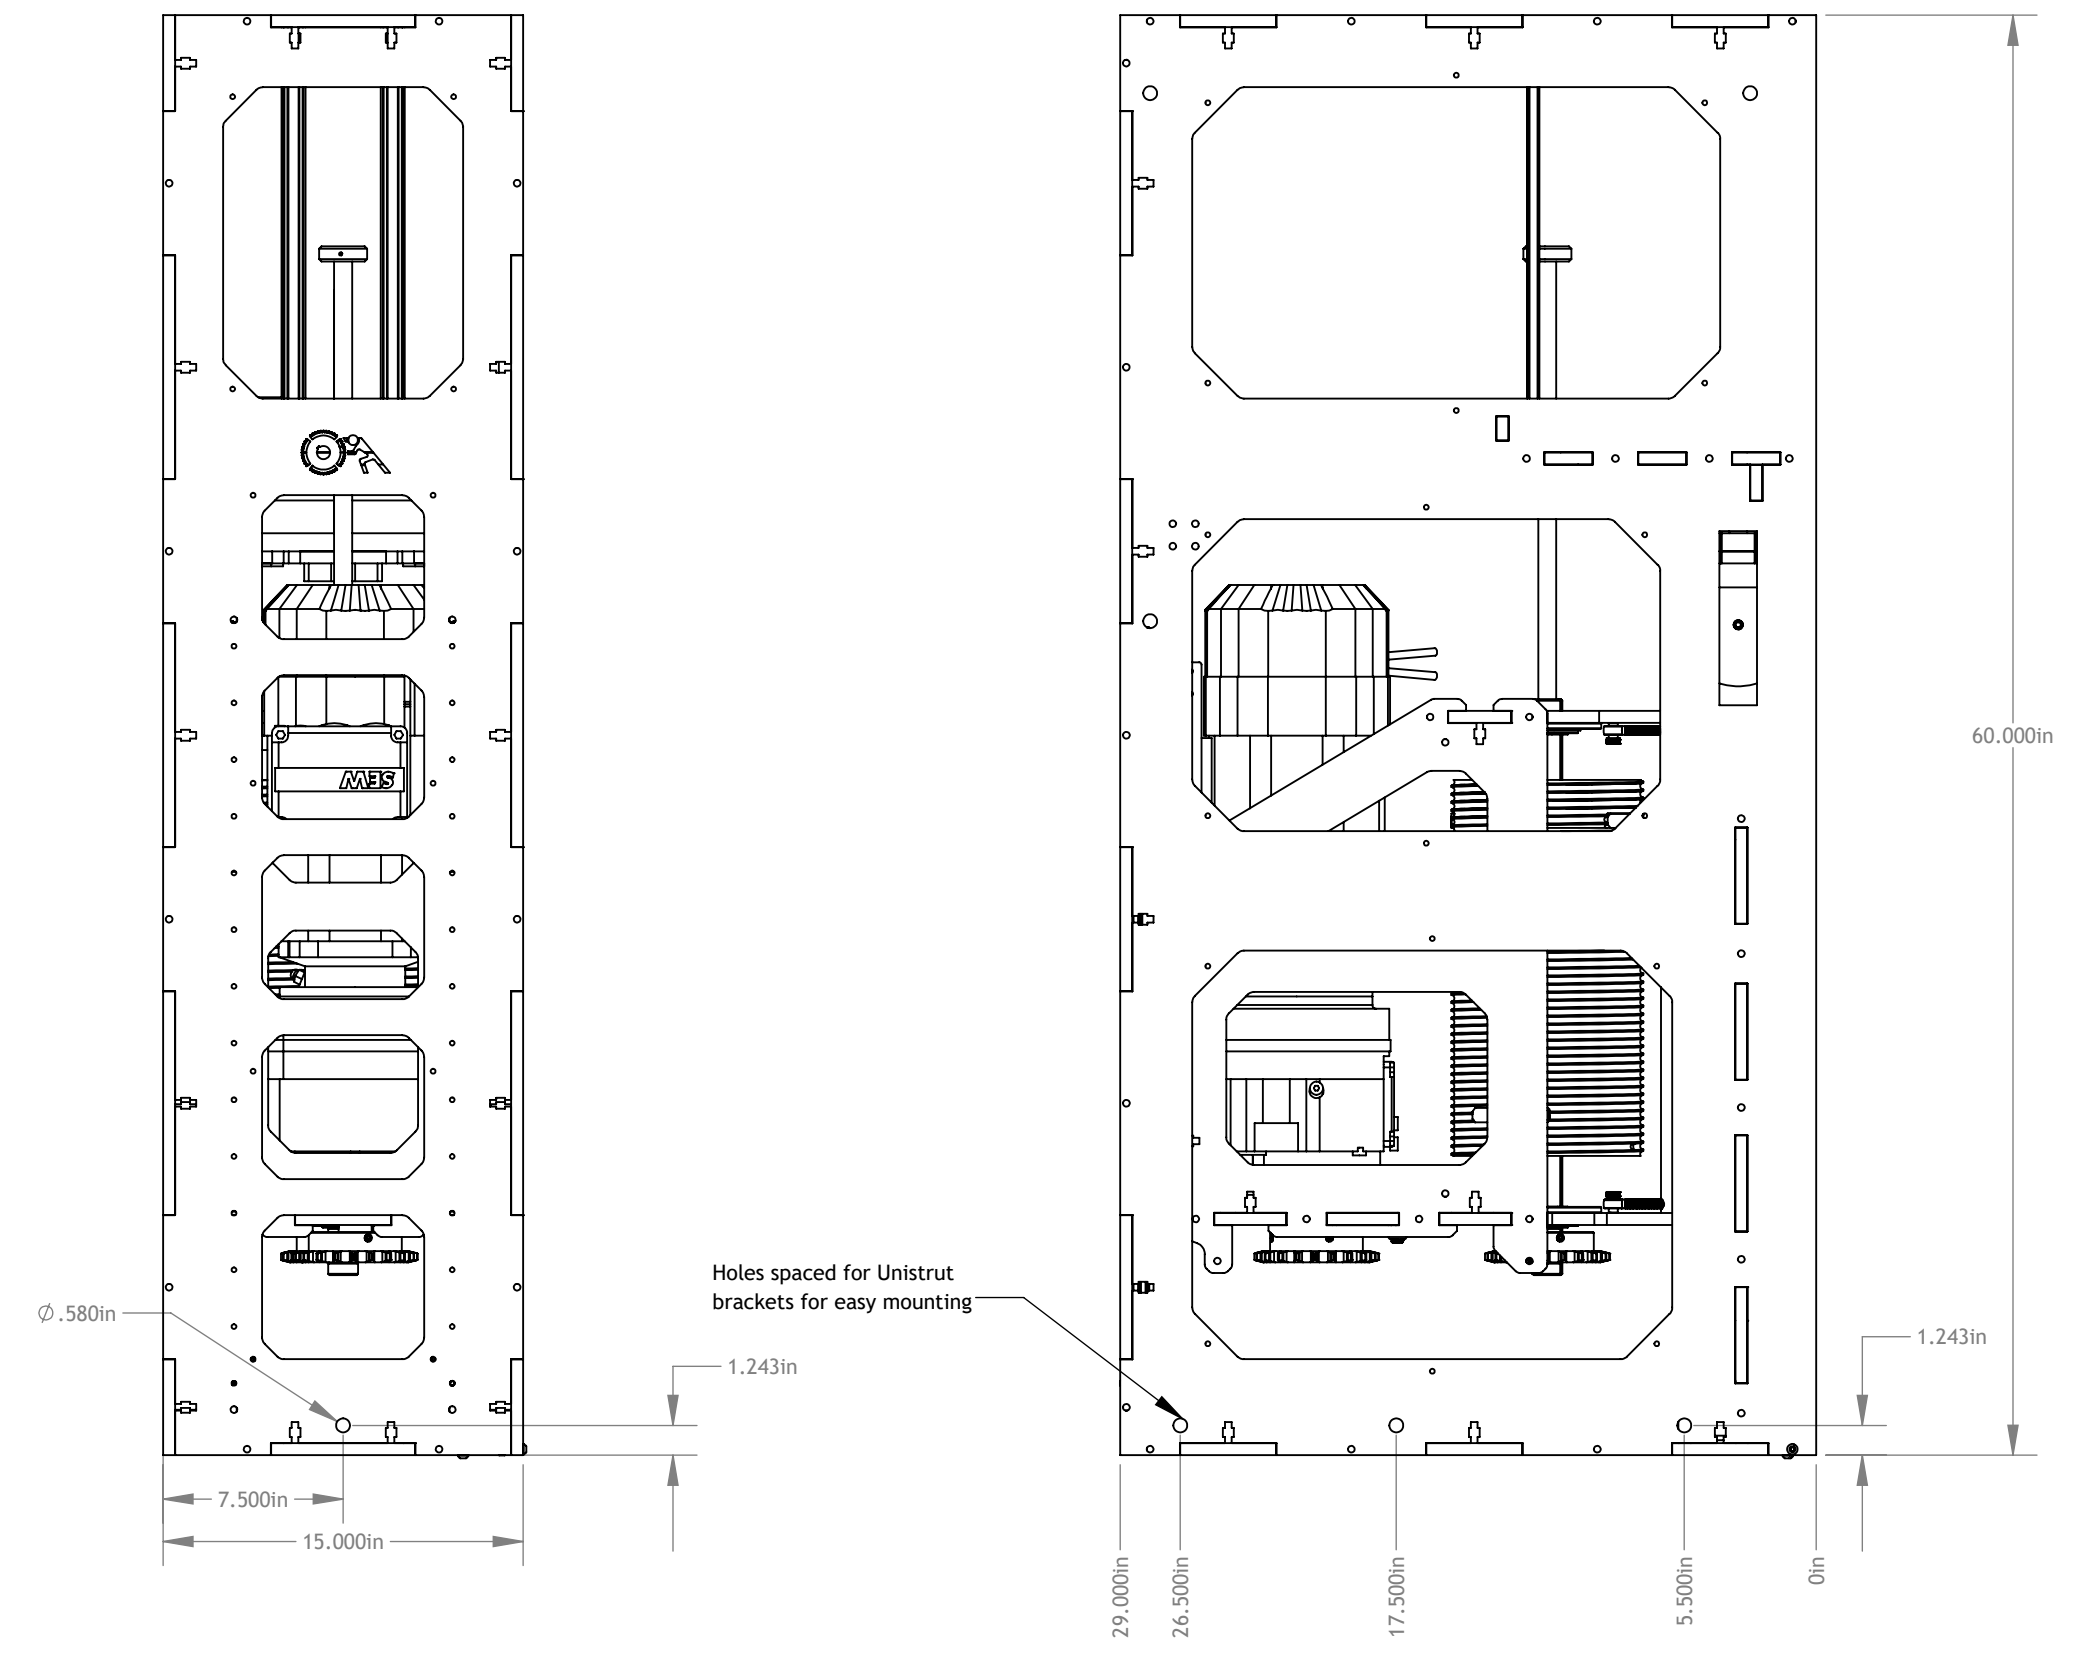 SEW
60.000in
Holes spaced for Unistrut
brackets for easy mounting
∅.580in
1.243in
1.243in
7.500in
15.000in
29.000in
26.500in
17.500in
5.500in
0in